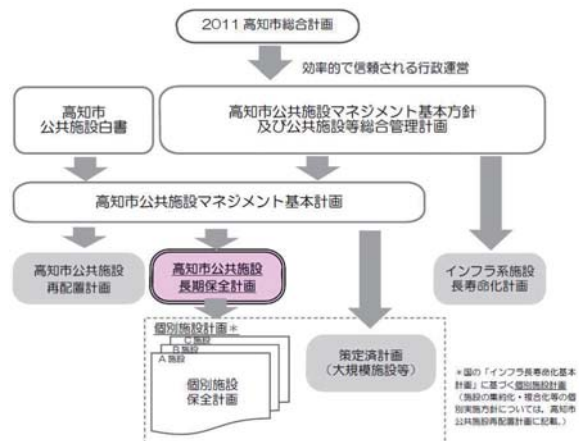 2011高知市総合計画
効率的で信頼される行政運営
高知市
公共施設白書
高知市公共施設マネジメント基本方針
及び公共施設等総合管理計画
高知市公共施設マネジメント基本計画
高知市公共施設
再配置計画
高知市公共施設
長期保全計画
インフラ系施設
長寿命化計画
個別施設計画＊
C施設
B施設
A施設
個別施設
保全計画
策定済計画
（大規模施設等）
＊国の「インフラ長寿命化基本
計画」に基づく個別施設計画
（施設の集約化・複合化等の個
別実施方針については、高知市
公共施設再配置計画に記載。）